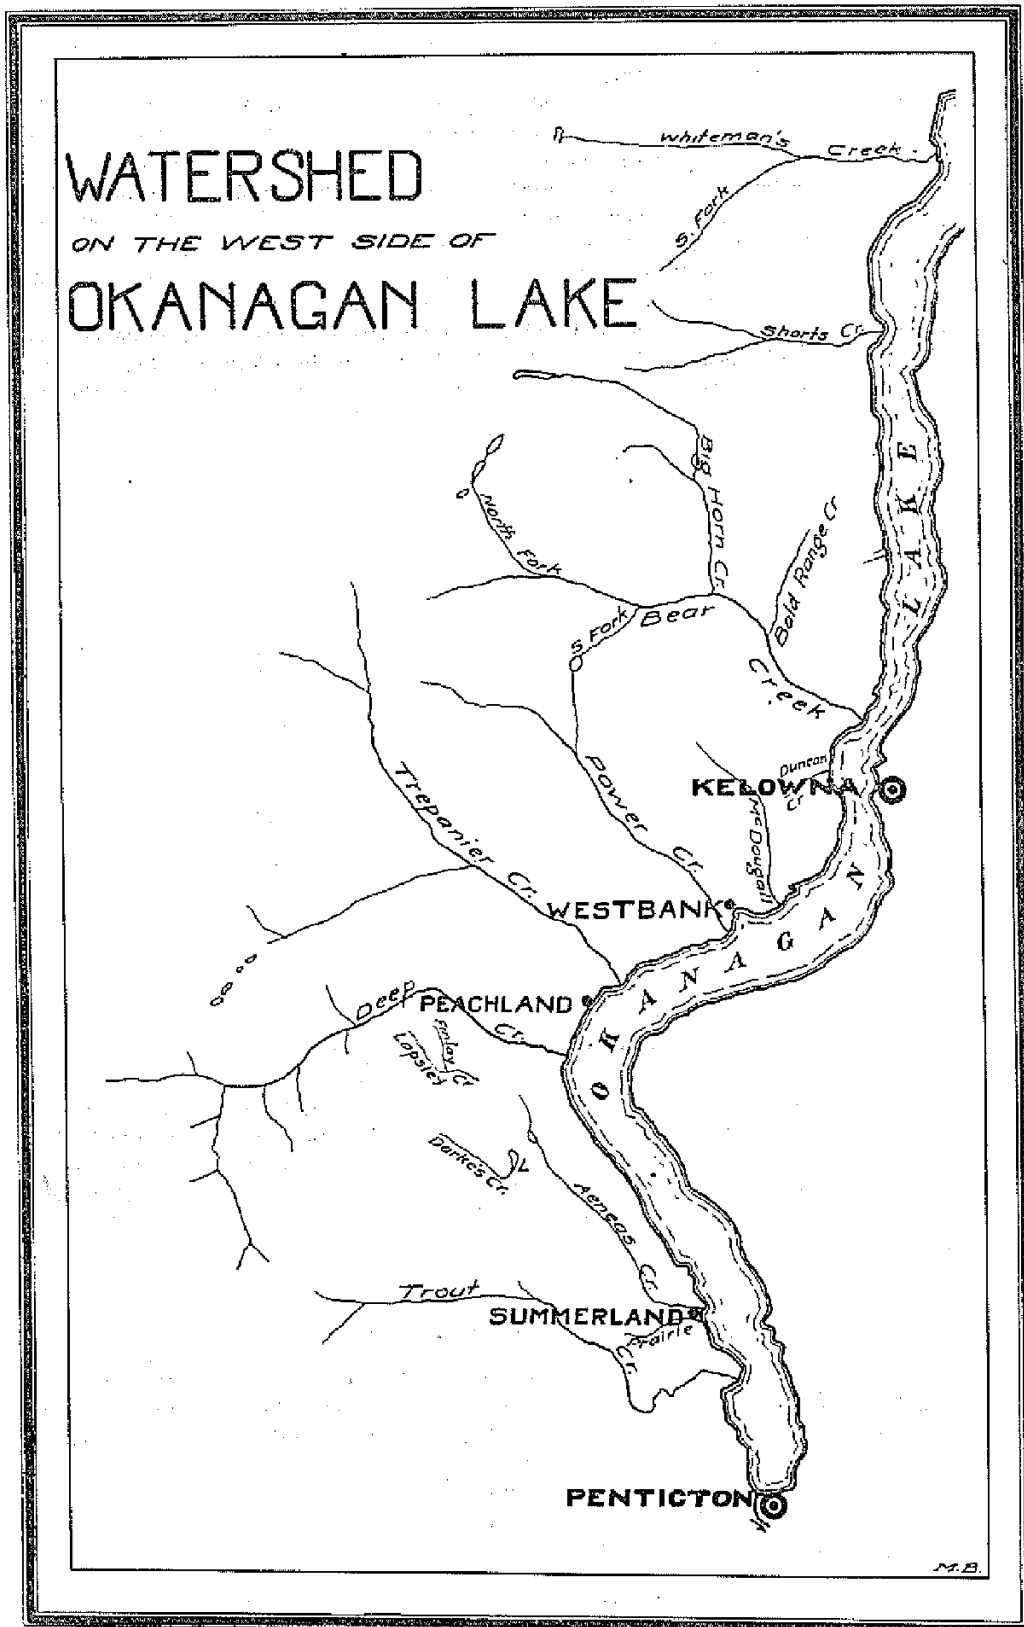 WATERSHED
ON THE WEST SIDE OF
OKANAGAN LAKE
Whiteman's Creek
S. Fork
Shorts Cr.
Big Horn Cr.
North Fork
Bald Range Cr
S Fork
Bear Creek
LAKE
Trepanier Cr.
Power Cr.
Duncan Cr
KELOWNA
McDougall
WESTBANK
OKANAGAN
Deep Cr.
PEACHLAND
Finlay Cr
Lapsley
Darke's Cr.
L
Aeneas Cr.
Trout Cr.
SUMMERLAND
Prairie
PENTICTON
M.B.